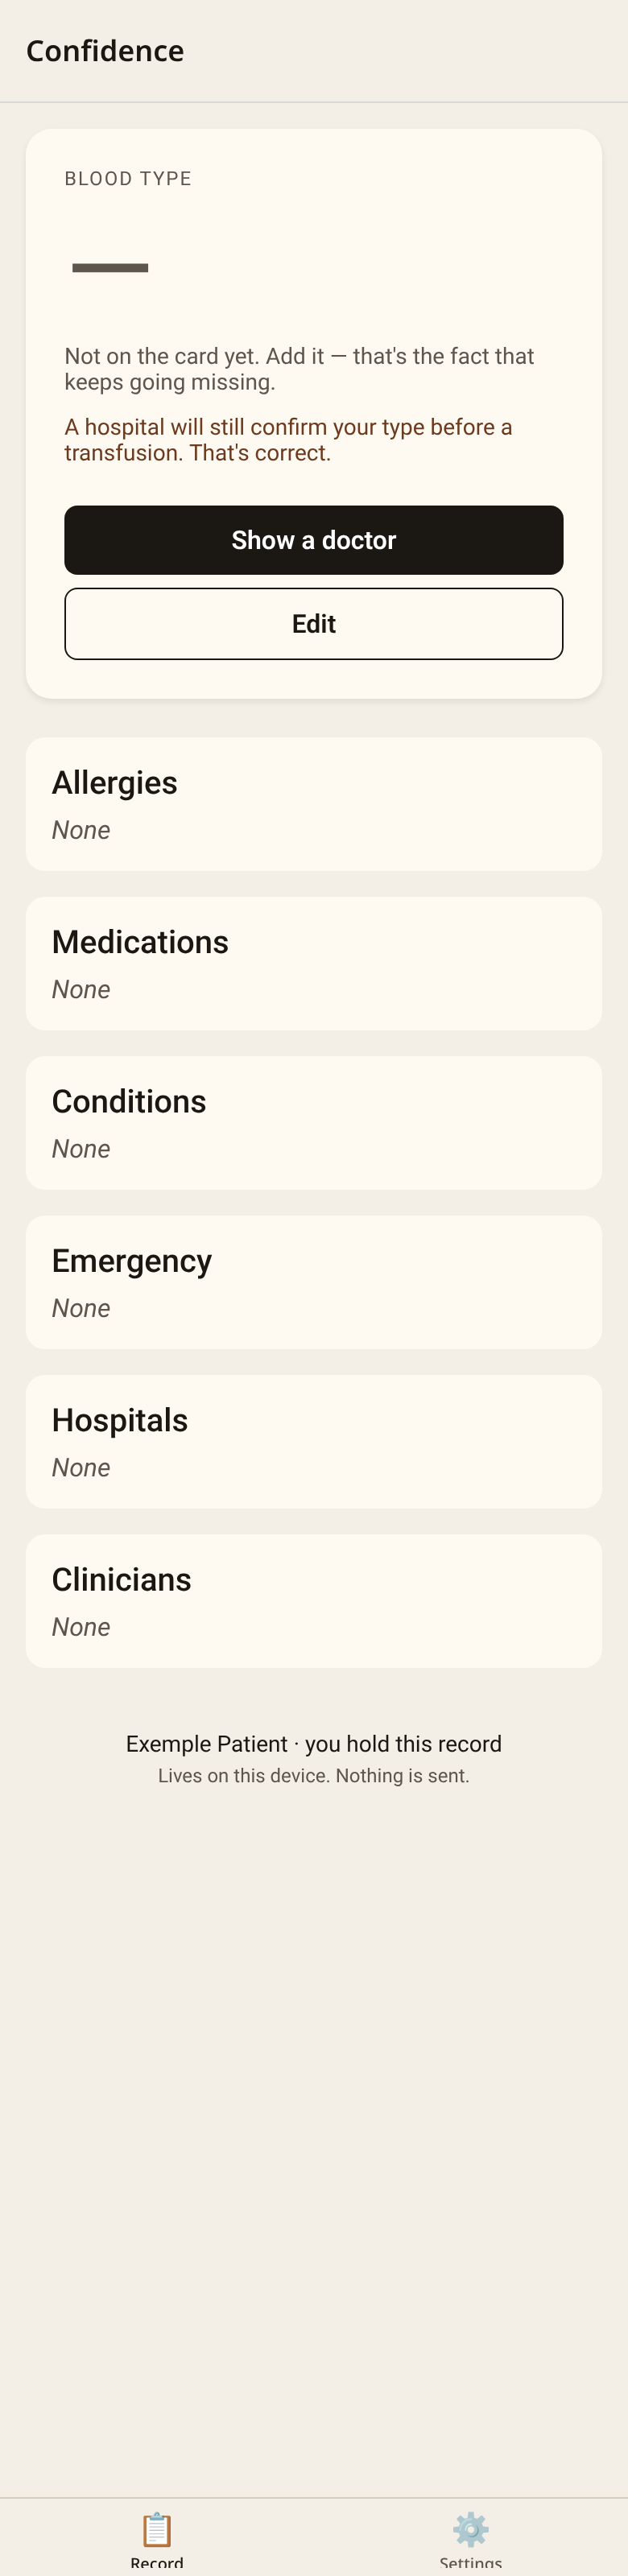 Confidence
BLOOD TYPE
—
Not on the card yet. Add it — that's the fact that
keeps going missing.
A hospital will still confirm your type before a
transfusion. That's correct.
Show a doctor
Edit
Allergies
None
Medications
None
Conditions
None
Emergency
None
Hospitals
None
Clinicians
None
Exemple Patient · you hold this record
Lives on this device. Nothing is sent.
Record
Settings